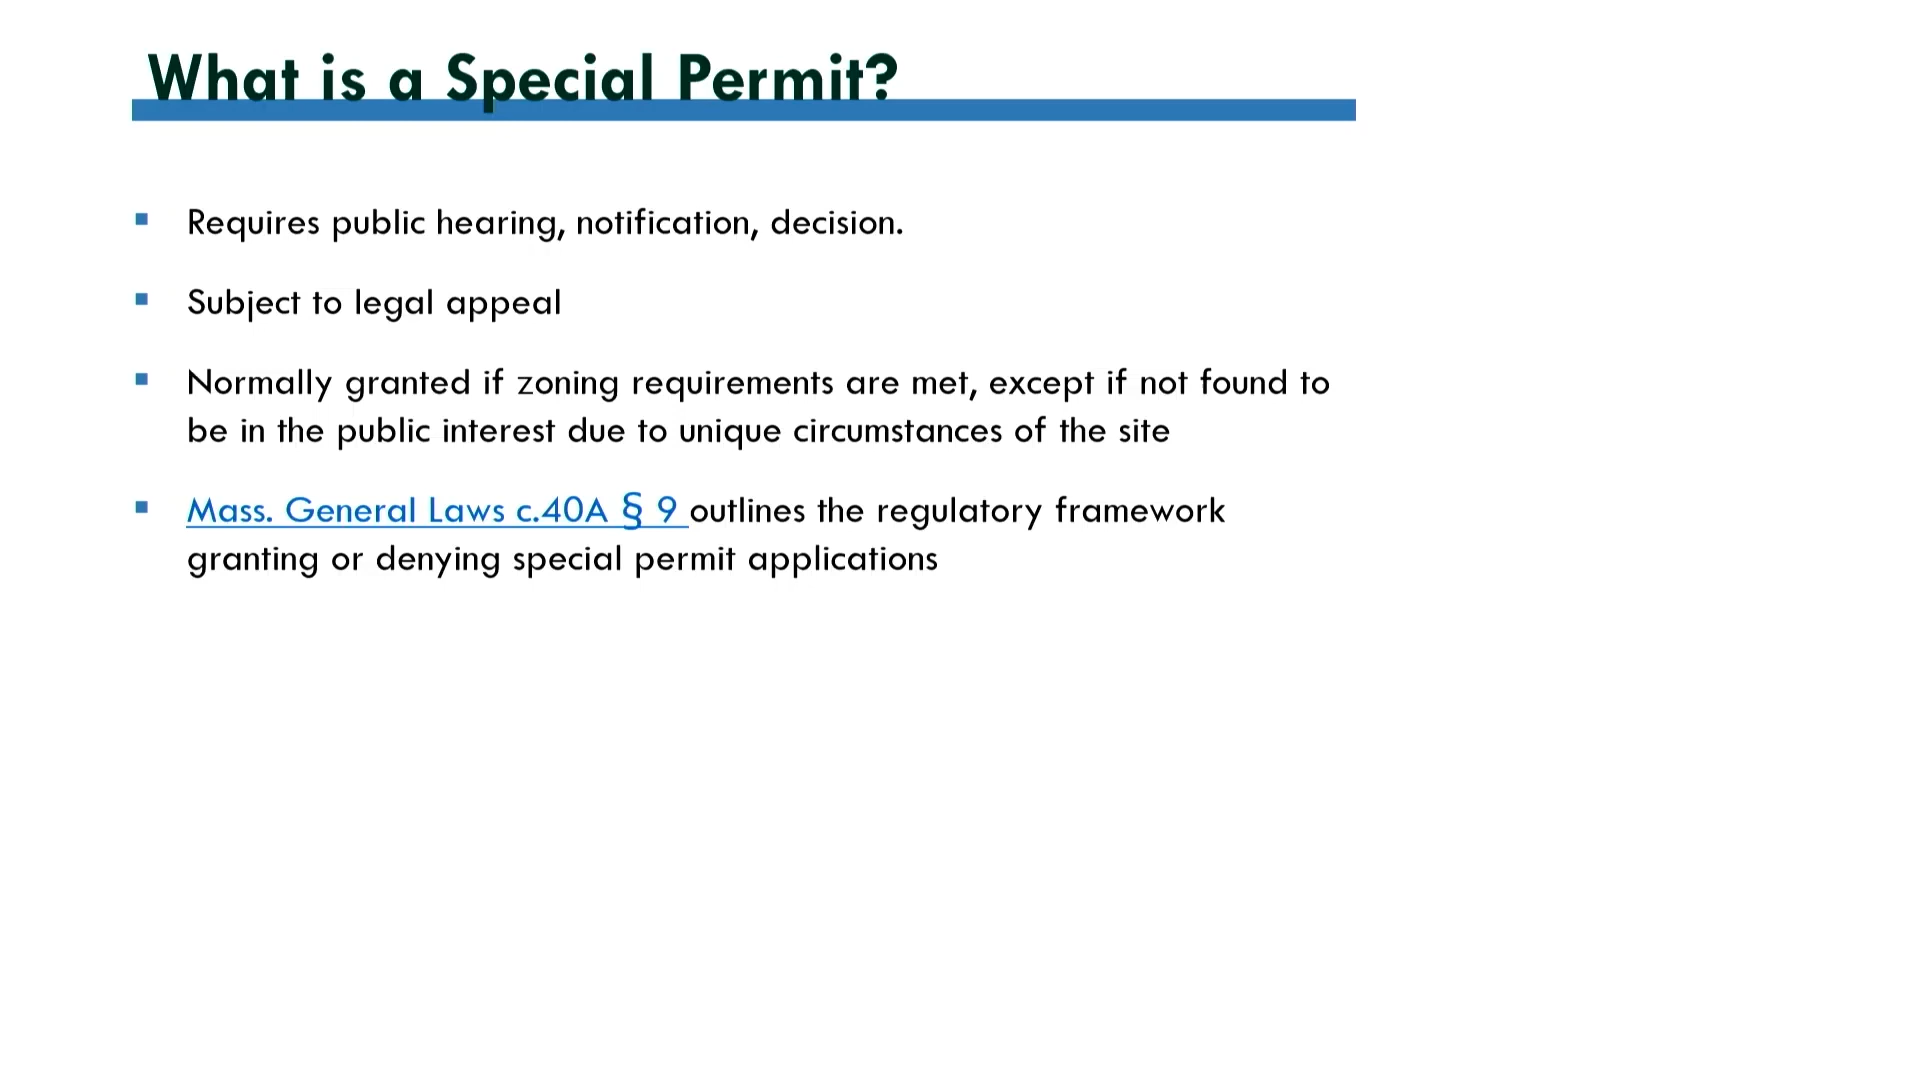 What is a Special Permit?
Requires public hearing, notification, decision.
Subject to legal appeal
Normally granted if zoning requirements are met, except if not found to
be in the public interest due to unique circumstances of the site
Mass. General Laws c.40A § 9 outlines the regulatory framework
granting or denying special permit applications